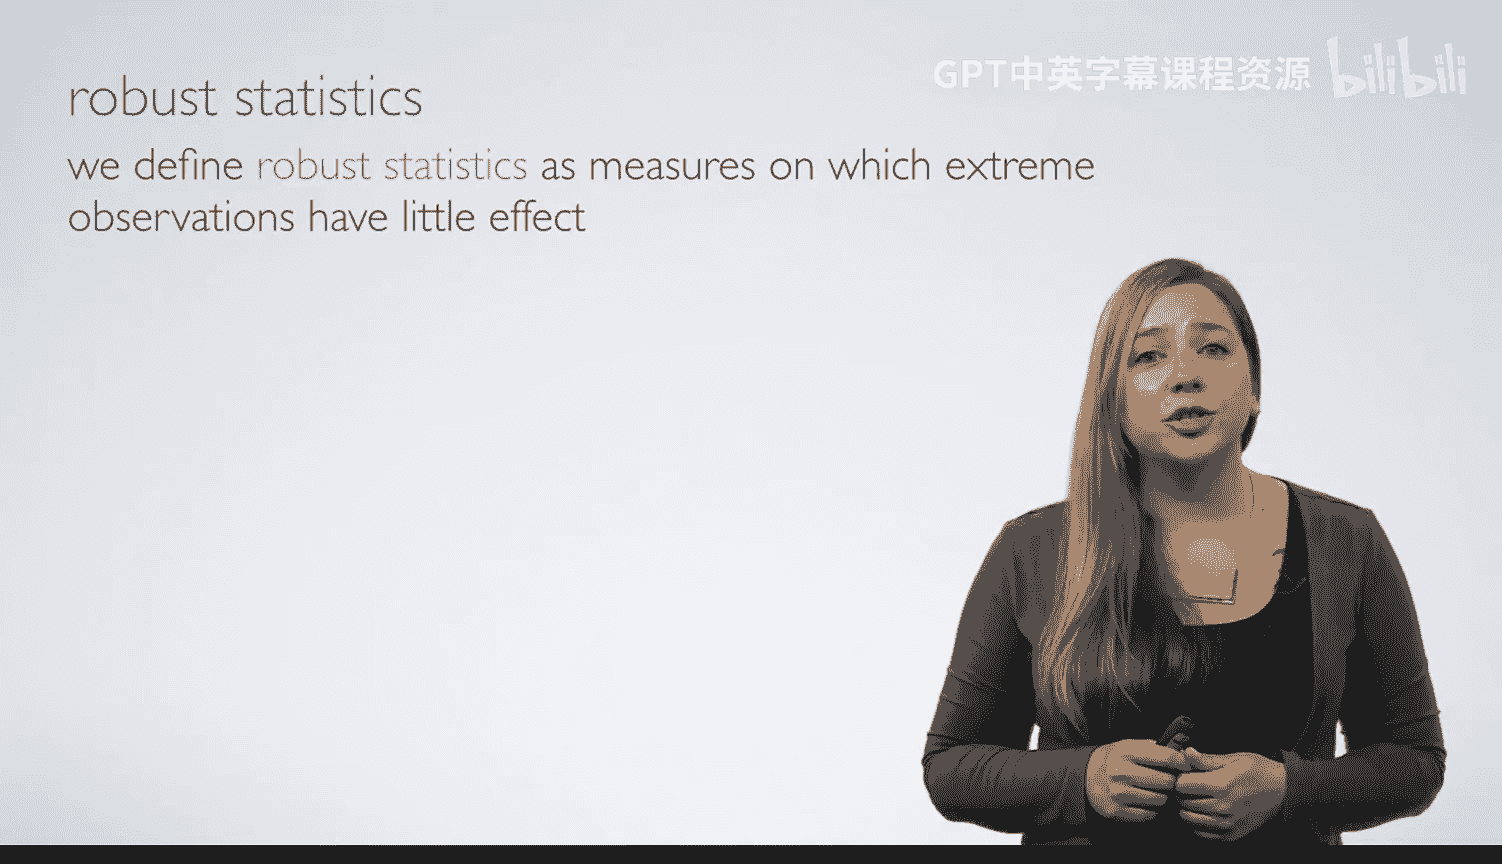 GPT中英字幕课程资源 bilibili
robust statistics
we define robust statistics as measures on which extreme
observations have little effect